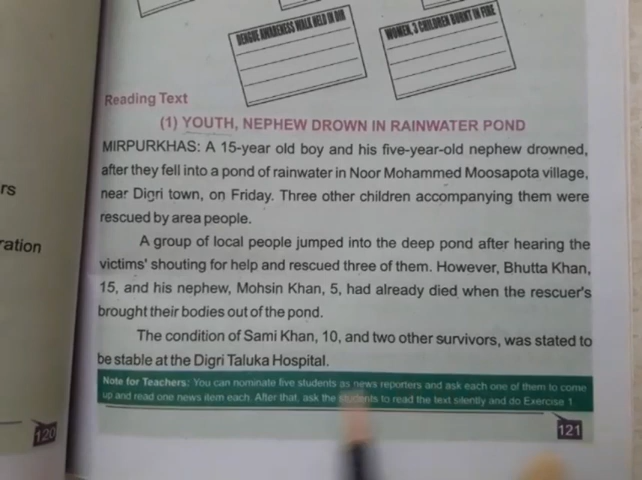 DENGUE AWARENESS WALK HELD IN DIR
WOMEN, 3 CHILDREN BURNT IN FIRE
Reading Text
(1) YOUTH, NEPHEW DROWN IN RAINWATER POND
MIRPURKHAS: A 15-year old boy and his five-year-old nephew drowned,
after they fell into a pond of rainwater in Noor Mohammed Moosapota village,
near Digri town, on Friday. Three other children accompanying them were
rescued by area people.
A group of local people jumped into the deep pond after hearing the
victims' shouting for help and rescued three of them. However, Bhutta Khan,
15, and his nephew, Mohsin Khan, 5, had already died when the rescuer's
brought their bodies out of the pond.
The condition of Sami Khan, 10, and two other survivors, was stated to
be stable at the Digri Taluka Hospital.
Note for Teachers: You can nominate five students as news reporters and ask each one of them to come
up and read one news item each. After that, ask the students to read the text silently and do Exercise 1.
121
rs
ration
120